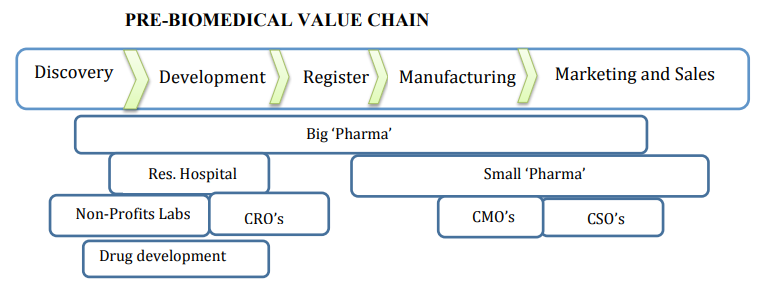 PRE-BIOMEDICAL VALUE CHAIN
Discovery Development Register Manufacturing Marketing and Sales
Big ‘Pharma’
Res. Hospital Small ‘Pharma’
Non-Profits Labs CRO’s CMO’s CSO’s
Drug development